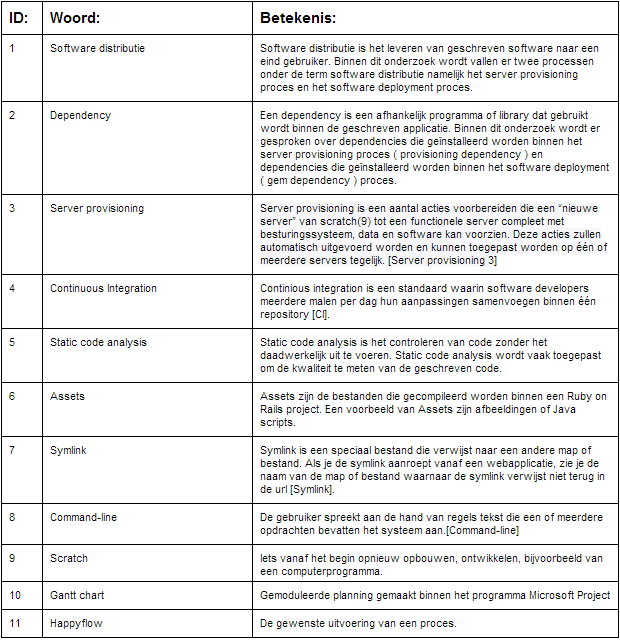 ID: Woord: Betekenis:
1 Software distributie Software distributie is het leveren van geschreven software naar een
eind gebruiker. Binnen dit onderzoek wordt vallen er twee processen
onder de term software distributie namelijk het server provisioning
proces en het software deployment proces.
2 Dependency Een dependency is een afhankelijk programma of library dat gebruikt
wordt binnen de geschreven applicatie. Binnen dit onderzoek wordt er
gesproken over dependencies die geïnstalleerd worden binnen het
server provisioning proces ( provisioning dependency ) en
dependencies die geïnstalleerd worden binnen het software deployment
( gem dependency ) proces.
3 Server provisioning Server provisioning is een aantal acties voorbereiden die een “nieuwe
server” van scratch(9) tot een functionele server compleet met
besturingssysteem, data en software kan voorzien. Deze acties zullen
automatisch uitgevoerd worden en kunnen toegepast worden op één of
meerdere servers tegelijk. [Server provisioning 3]
4 Continuous Integration Continious integration is een standaard waarin software developers
meerdere malen per dag hun aanpassingen samenvoegen binnen één
repository [CI].
5 Static code analysis Static code analysis is het controleren van code zonder het
daadwerkelijk uit te voeren. Static code analysis wordt vaak toegepast
om de kwaliteit te meten van de geschreven code.
6 Assets Assets zijn de bestanden die gecompileerd worden binnen een Ruby on
Rails project. Een voorbeeld van Assets zijn afbeeldingen of Java
scripts.
7 Symlink Symlink is een speciaal bestand die verwijst naar een andere map of
bestand. Als je de symlink aanroept vanaf een webapplicatie, zie je de
naam van de map of bestand waarnaar de symlink verwijst niet terug in
de url [Symlink].
8 Command-line De gebruiker spreekt aan de hand van regels tekst die een of meerdere
opdrachten bevatten het systeem aan.[Command-line]
9 Scratch Iets vanaf het begin opnieuw opbouwen, ontwikkelen, bijvoorbeeld van
een computerprogramma.
10 Gantt chart Gemoduleerde planning gemaakt binnen het programma Microsoft Project
11 Happyflow De gewenste uitvoering van een proces.